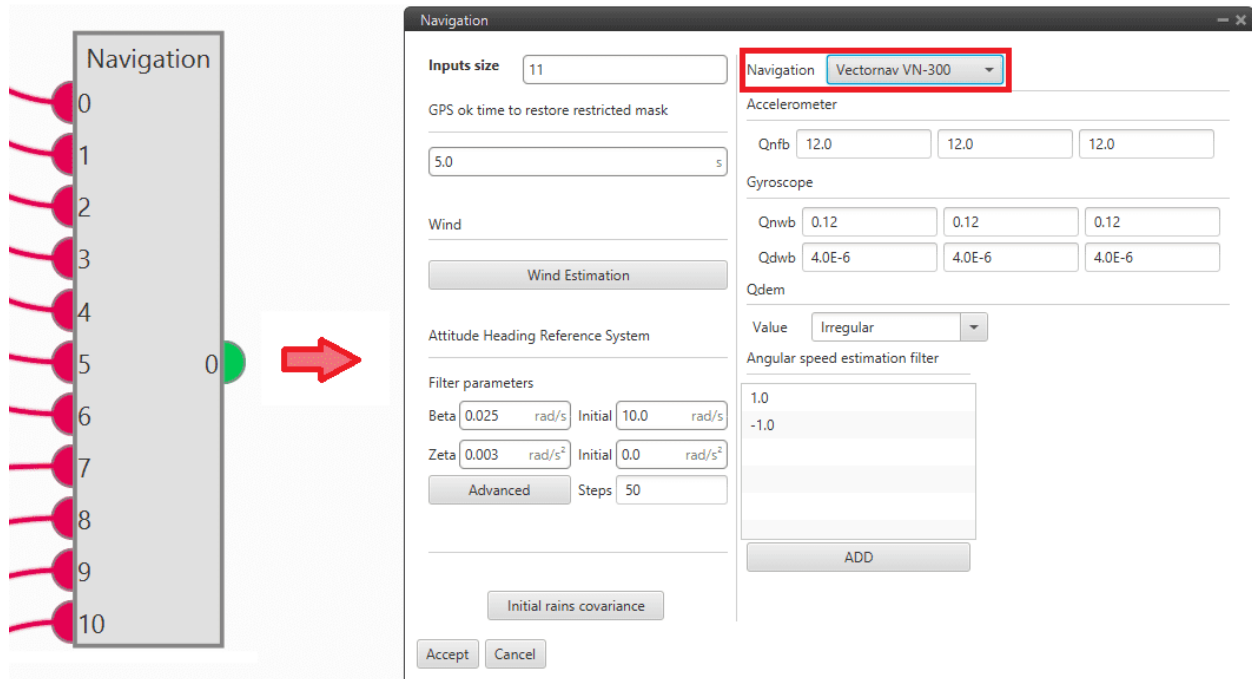 Navigation
0
1
2
3
4
5
0
6
7
8
9
10
Navigation
Inputs size 11
GPS ok time to restore restricted mask
5.0 s
Wind
Wind Estimation
Attitude Heading Reference System
Filter parameters
Beta 0.025 rad/s Initial 10.0 rad/s
Zeta 0.003 rad/s² Initial 0.0 rad/s²
Advanced Steps 50
Initial rains covariance
Accept Cancel
Navigation Vectornav VN-300
Accelerometer
Qnfb 12.0 12.0 12.0
Gyroscope
Qnwb 0.12 0.12 0.12
Qdwb 4.0E-6 4.0E-6 4.0E-6
Qdem
Value Irregular
Angular speed estimation filter
1.0
-1.0
ADD